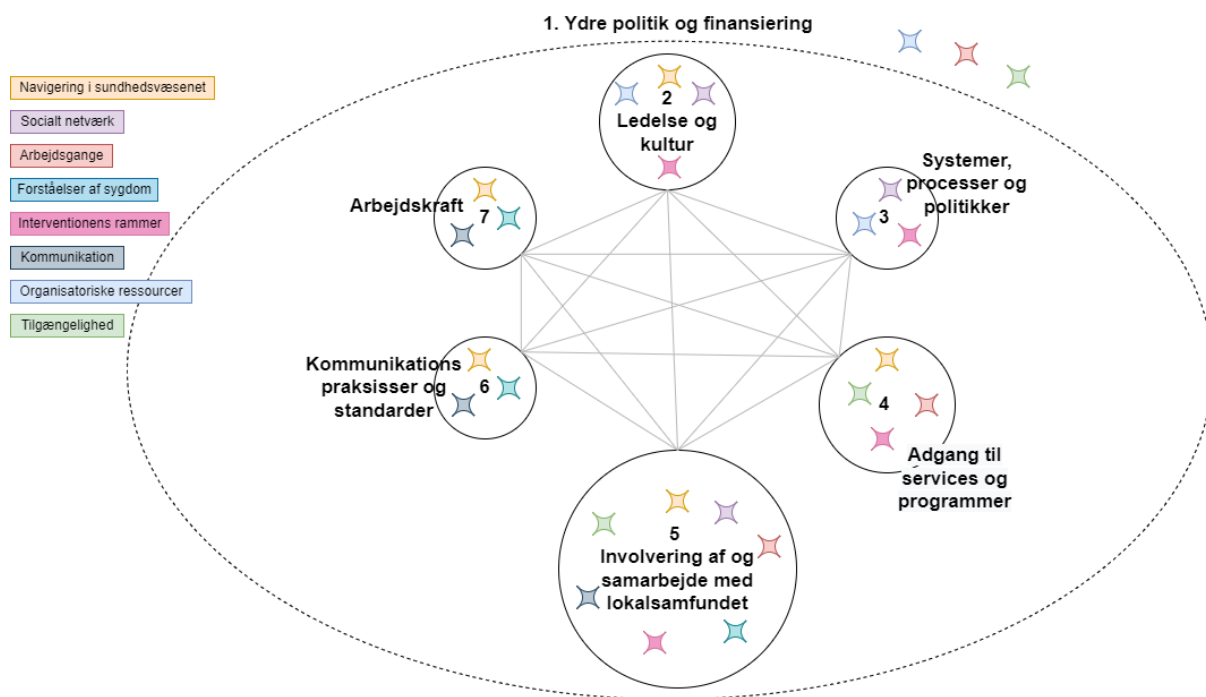 1. Ydre politik og finansiering
Navigering i sundhedsvæsenet
Socialt netværk
Arbejdsgange
Forståelser af sygdom
Interventionens rammer
Kommunikation
Organisatoriske ressourcer
Tilgængelighed
2
Ledelse og
kultur
Systemer,
processer og
politikker
3
4
Adgang til
services og
programmer
5
Involvering af og
samarbejde med
lokalsamfundet
Kommunikations
praksisser og
standarder
6
Arbejdskraft
7